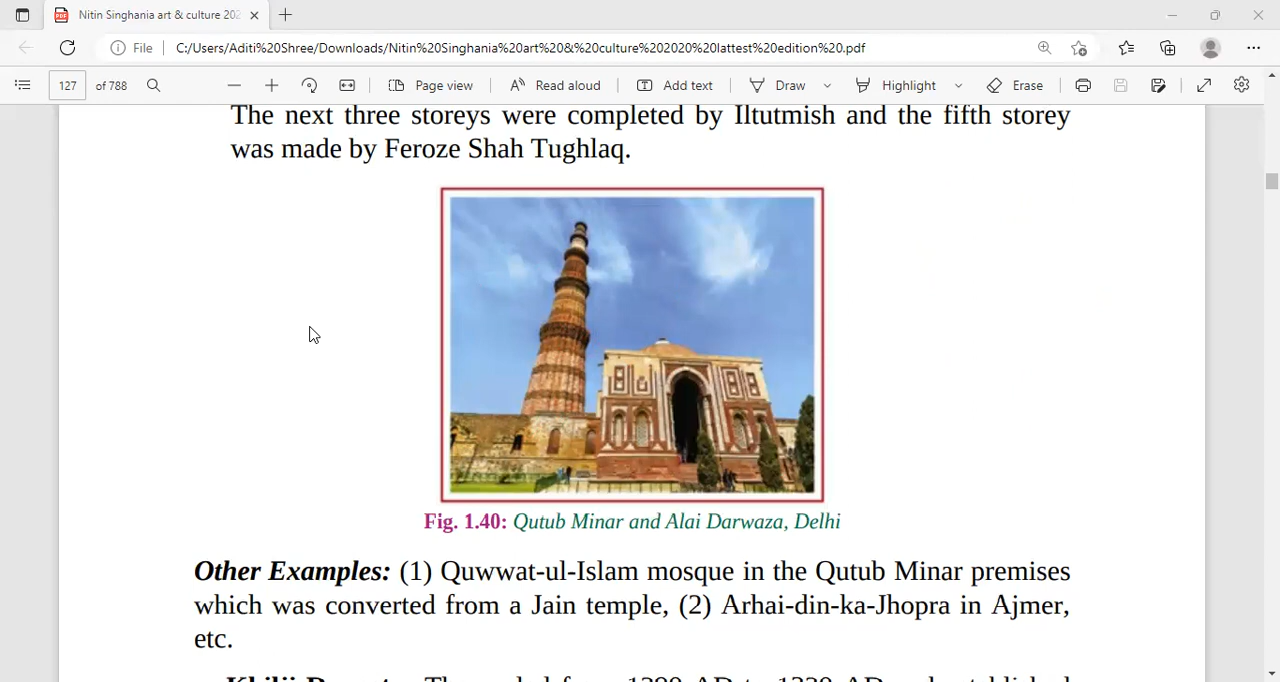 Nitin Singhania art & culture 202
File
C:/Users/Aditi%20Shree/Downloads/Nitin%20Singhania%20art%20&%20culture%202020%20lattest%20edition%20.pdf
127 of 788
Page view
Read aloud
Add text
Draw
Highlight
Erase
The next three storeys were completed by Iltutmish and the fifth storey
was made by Feroze Shah Tughlaq.
Fig. 1.40: Qutub Minar and Alai Darwaza, Delhi
Other Examples: (1) Quwwat-ul-Islam mosque in the Qutub Minar premises
which was converted from a Jain temple, (2) Arhai-din-ka-Jhopra in Ajmer,
etc.